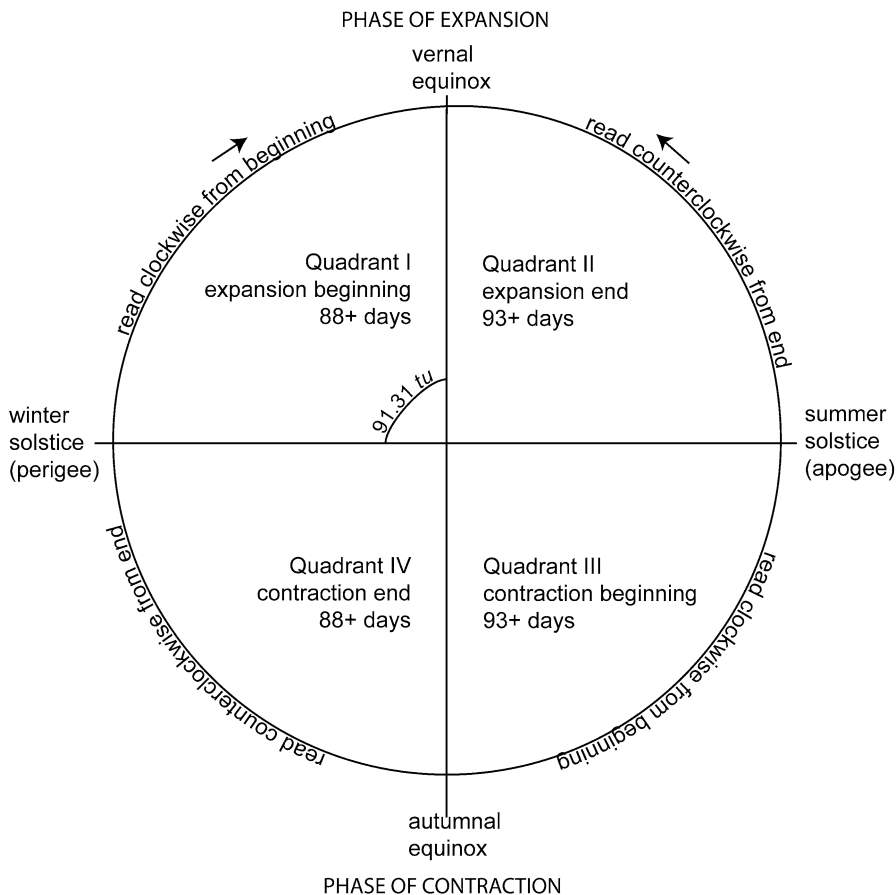 PHASE OF EXPANSION
vernal
equinox
read clockwise from beginning
read counterclockwise from end
Quadrant I
expansion beginning
88+ days
Quadrant II
expansion end
93+ days
91.31 tu
winter
solstice
(perigee)
summer
solstice
(apogee)
Quadrant IV
contraction end
88+ days
Quadrant III
contraction beginning
93+ days
read counterclockwise from end
read clockwise from beginning
autumnal
equinox
PHASE OF CONTRACTION